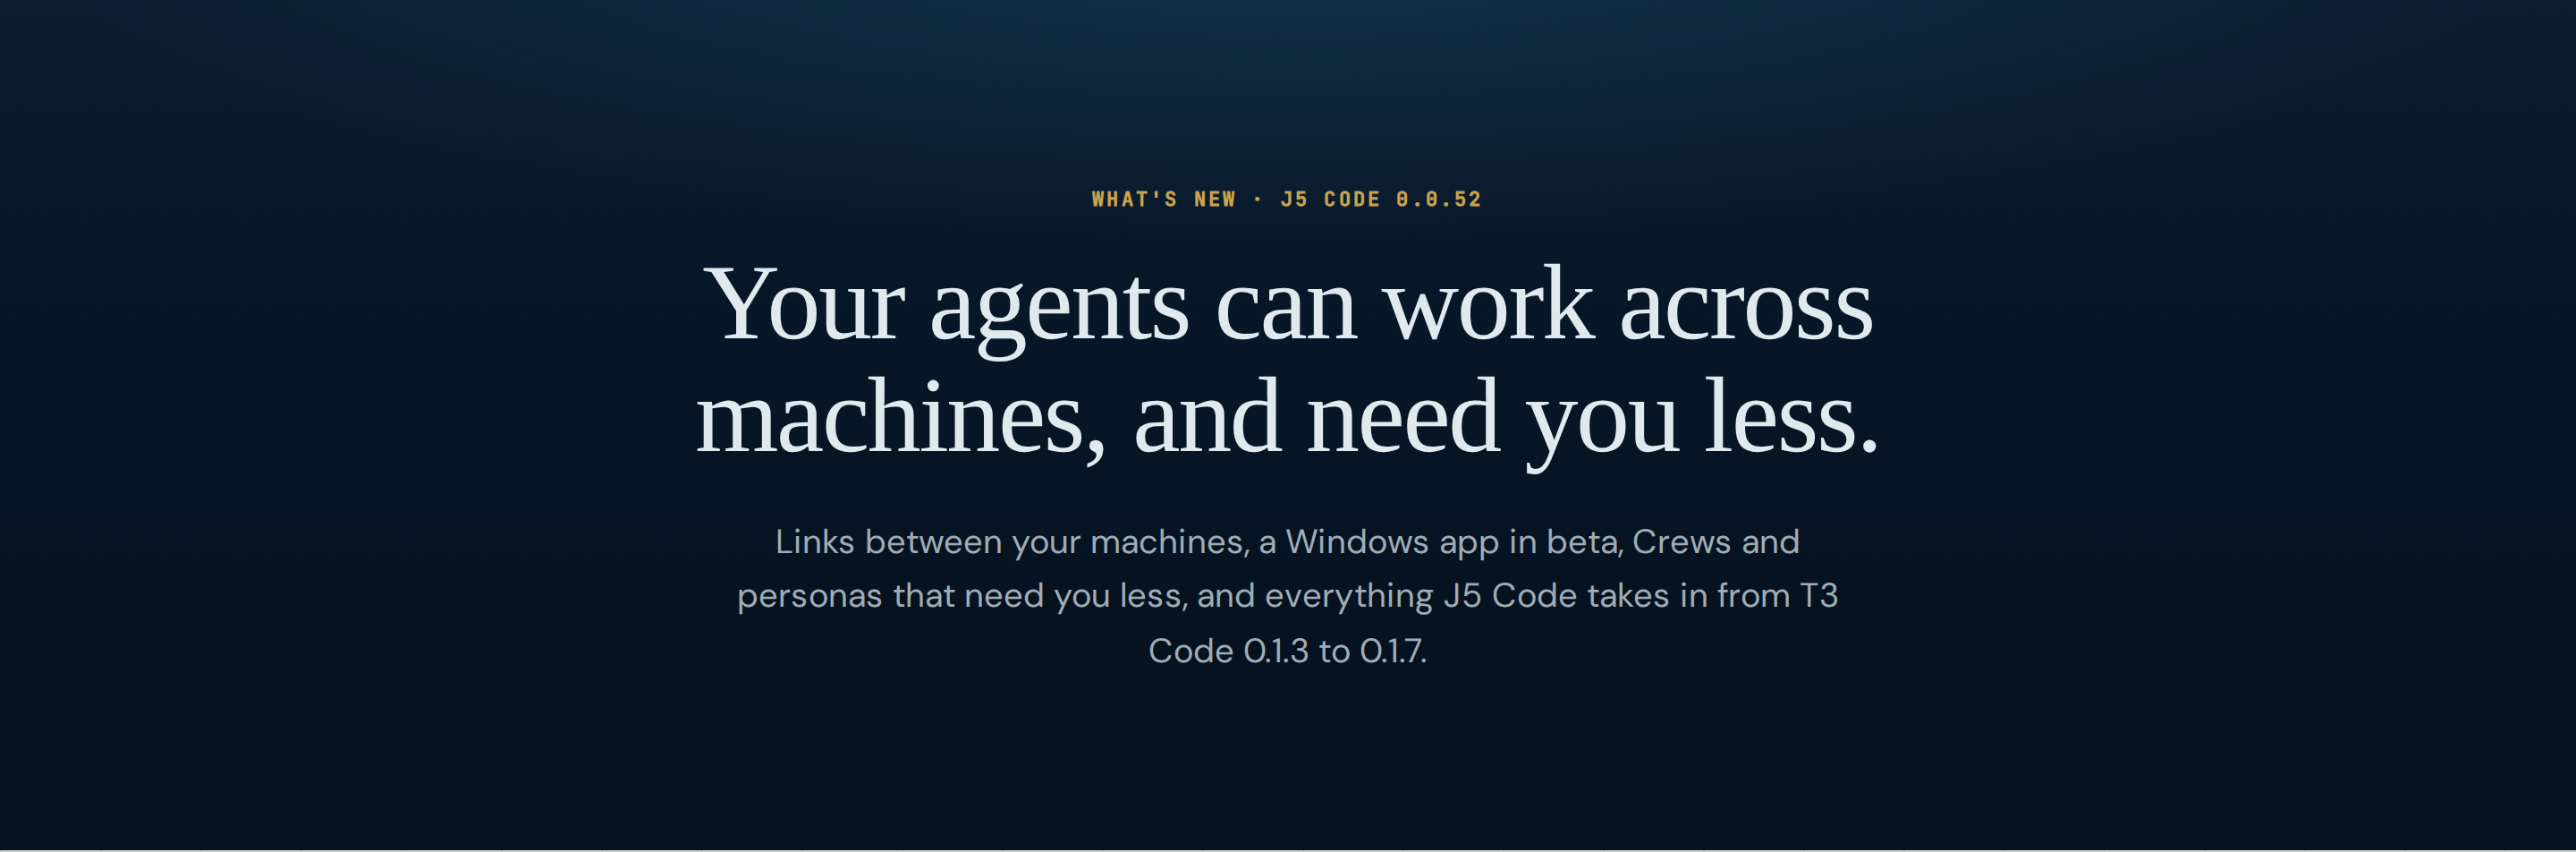 WHAT'S NEW · J5 CODE 0.0.52
Your agents can work across
machines, and need you less.
Links between your machines, a Windows app in beta, Crews and
personas that need you less, and everything J5 Code takes in from T3
Code 0.1.3 to 0.1.7.